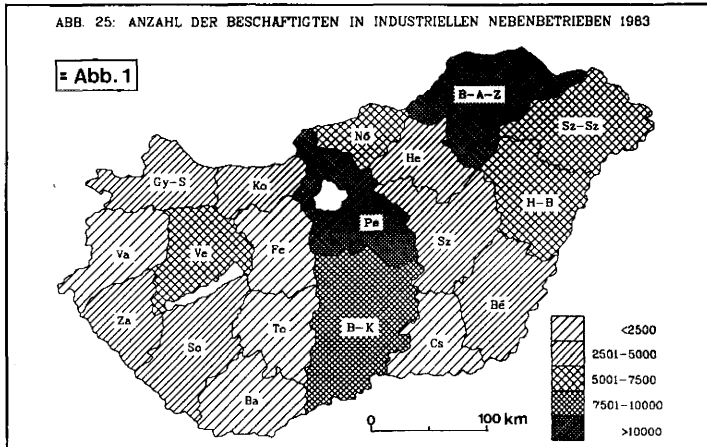 ABB. 25: ANZAHL DER BESCHÄFTIGTEN IN INDUSTRIELLEN NEBENBETRIEBEN 1983
= Abb. 1
B-A-Z
Sz-Sz
Nó
He
Gy-S
Ko
H-B
Pe
Va
Ve
Fe
Sz
Bé
Za
So
To
B-K
Cs
Ba
<2500
2501-5000
5001-7500
7501-10000
>10000
0 100 km